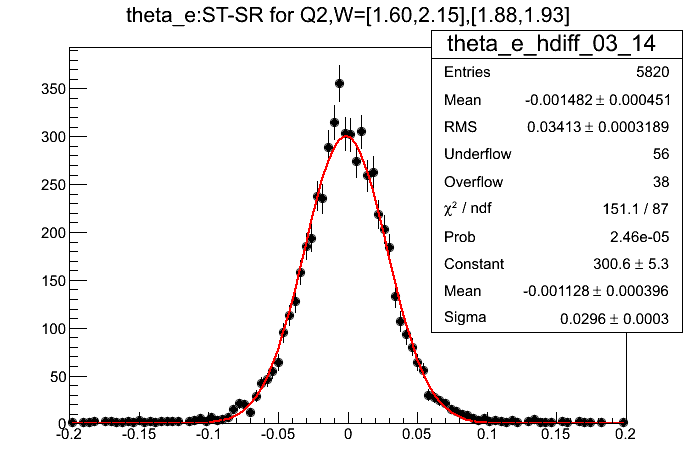 theta_e:ST-SR for Q2,W=[1.60,2.15],[1.88,1.93]
theta_e_hdiff_03_14
Entries 5820
Mean -0.001482 ± 0.000451
RMS 0.03413 ± 0.0003189
Underflow 56
Overflow 38
χ² / ndf 151.1 / 87
Prob 2.46e-05
Constant 300.6 ± 5.3
Mean -0.001128 ± 0.000396
Sigma 0.0296 ± 0.0003
350
300
250
200
150
100
50
0
-0.2 -0.15 -0.1 -0.05 0 0.05 0.1 0.15 0.2